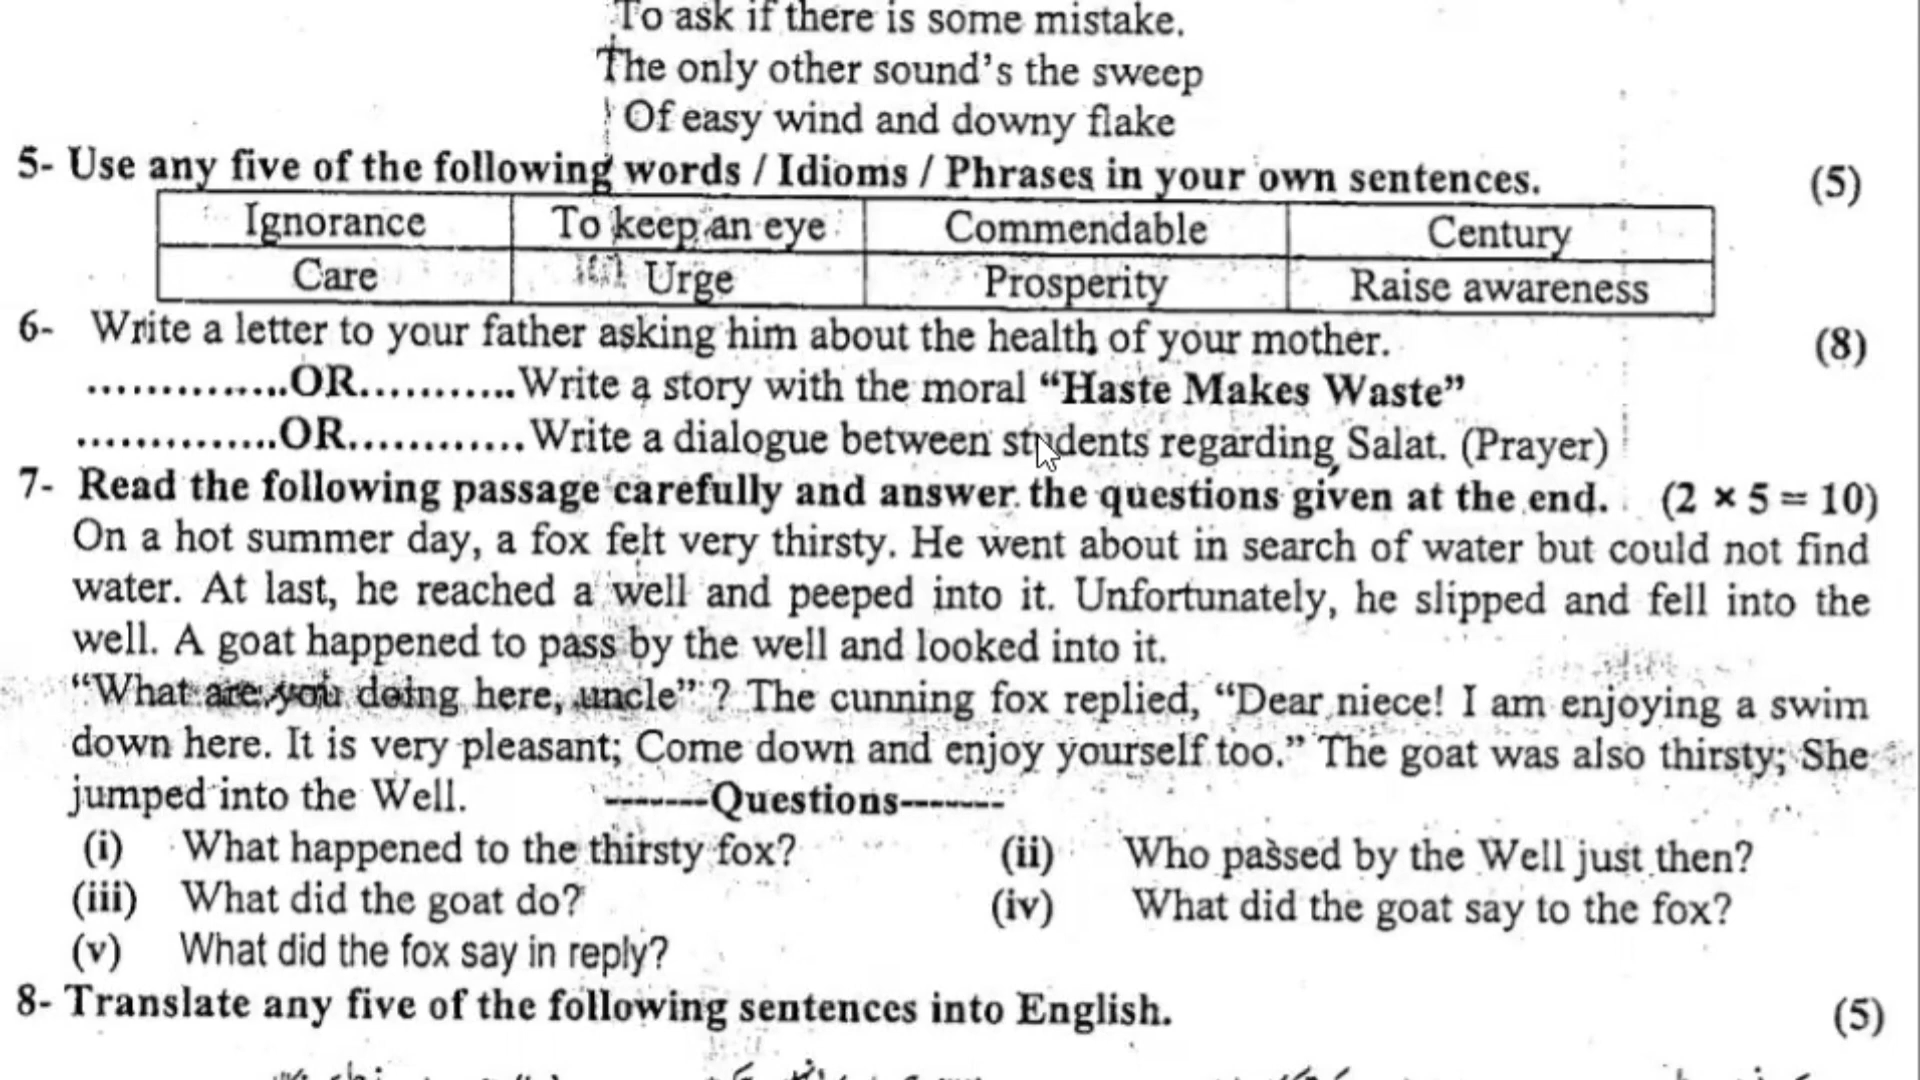 To ask if there is some mistake.
The only other sound's the sweep
Of easy wind and downy flake
5- Use any five of the following words / Idioms / Phrases in your own sentences. (5)
Ignorance To keep an eye Commendable Century
Care Urge Prosperity Raise awareness
6- Write a letter to your father asking him about the health of your mother. (8)
..............OR...........Write a story with the moral “Haste Makes Waste”
..............OR............Write a dialogue between students regarding Salat. (Prayer)
7- Read the following passage carefully and answer the questions given at the end. (2 × 5 = 10)
On a hot summer day, a fox felt very thirsty. He went about in search of water but could not find
water. At last, he reached a well and peeped into it. Unfortunately, he slipped and fell into the
well. A goat happened to pass by the well and looked into it.
“What are you doing here, uncle” ? The cunning fox replied, “Dear niece! I am enjoying a swim
down here. It is very pleasant; Come down and enjoy yourself too.” The goat was also thirsty; She
jumped into the Well. -------Questions-------
(i) What happened to the thirsty fox? (ii) Who passed by the Well just then?
(iii) What did the goat do? (iv) What did the goat say to the fox?
(v) What did the fox say in reply?
8- Translate any five of the following sentences into English. (5)